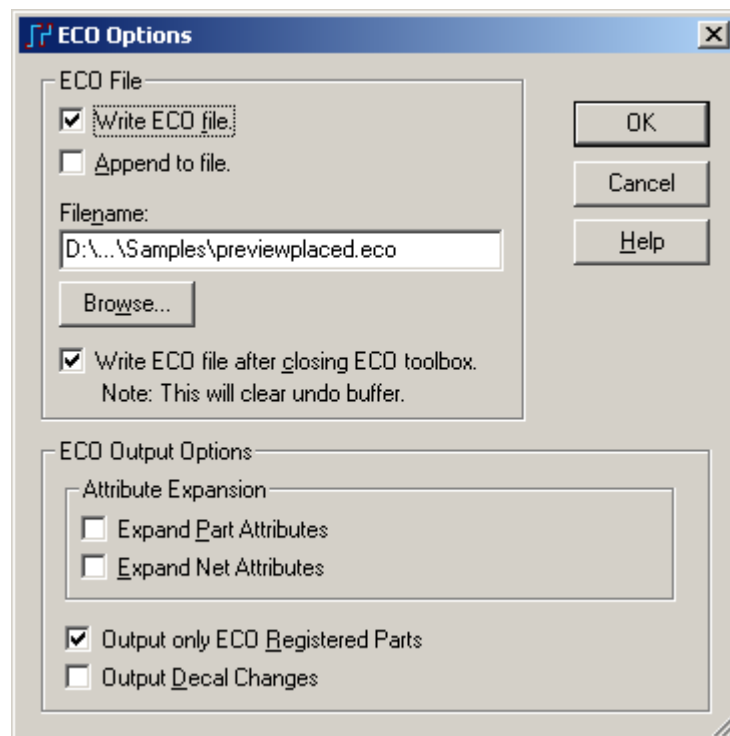 ECO Options
ECO File
Write ECO file.
Append to file.
Filename:
D:\...\Samples\previewplaced.eco
Browse...
Write ECO file after closing ECO toolbox.
Note: This will clear undo buffer.
OK
Cancel
Help
ECO Output Options
Attribute Expansion
Expand Part Attributes
Expand Net Attributes
Output only ECO Registered Parts
Output Decal Changes